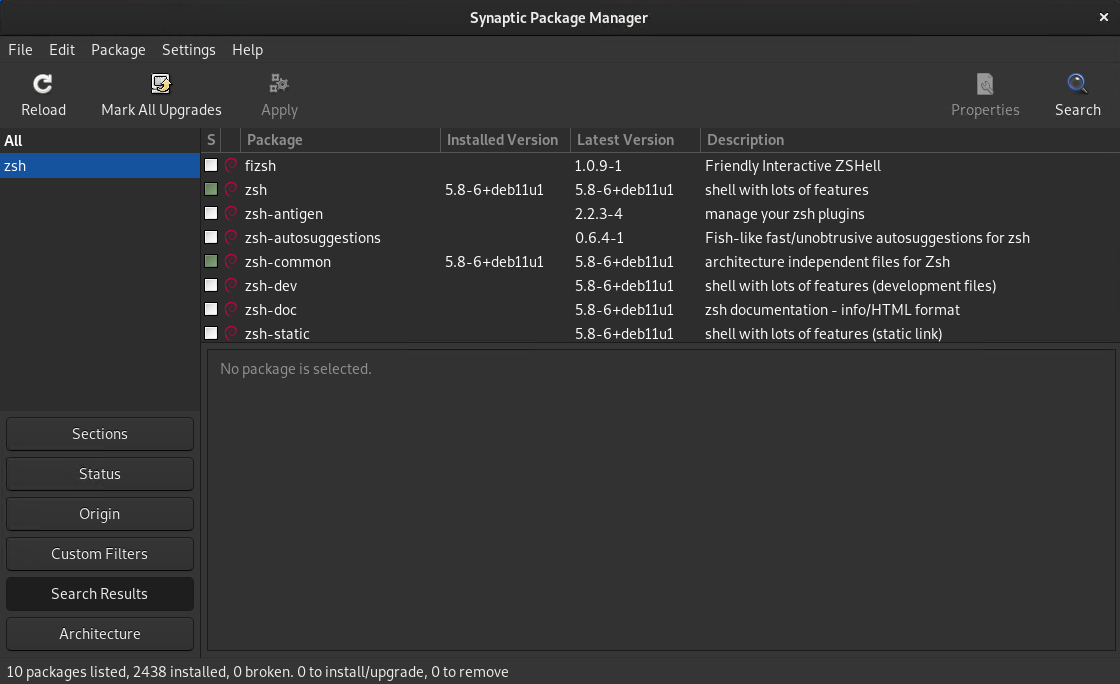 Synaptic Package Manager
File Edit Package Settings Help
Reload Mark All Upgrades Apply Properties Search
All
zsh
S Package Installed Version Latest Version Description
fizsh 1.0.9-1 Friendly Interactive ZSHell
zsh 5.8-6+deb11u1 5.8-6+deb11u1 shell with lots of features
zsh-antigen 2.2.3-4 manage your zsh plugins
zsh-autosuggestions 0.6.4-1 Fish-like fast/unobtrusive autosuggestions for zsh
zsh-common 5.8-6+deb11u1 5.8-6+deb11u1 architecture independent files for Zsh
zsh-dev 5.8-6+deb11u1 shell with lots of features (development files)
zsh-doc 5.8-6+deb11u1 zsh documentation - info/HTML format
zsh-static 5.8-6+deb11u1 shell with lots of features (static link)
No package is selected.
Sections
Status
Origin
Custom Filters
Search Results
Architecture
10 packages listed, 2438 installed, 0 broken. 0 to install/upgrade, 0 to remove